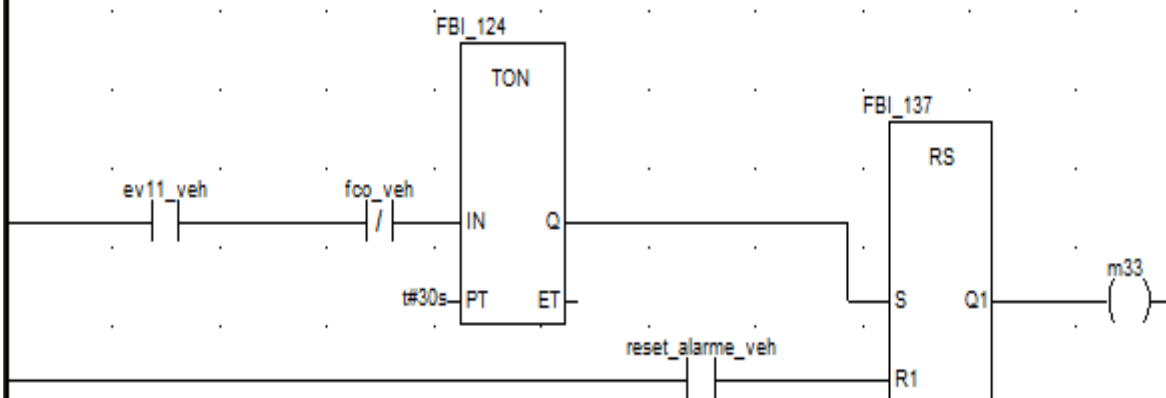 FBI_124
TON
FBI_137
RS
ev11_veh
fco_veh
/
IN
Q
t#30s
PT
ET
S
Q1
m33
reset_alarme_veh
R1